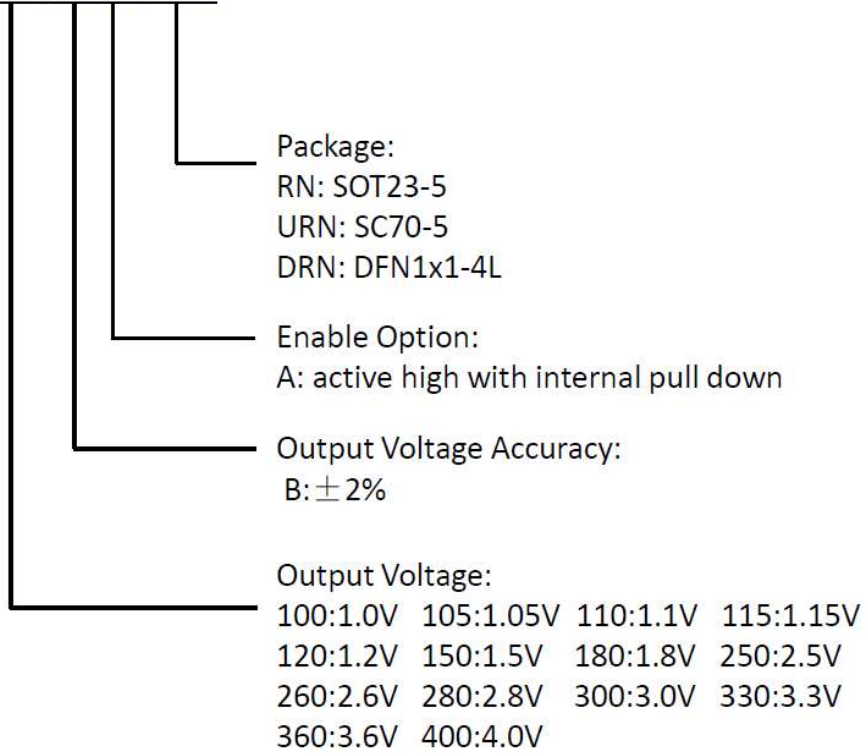 Package:
RN: SOT23-5
URN: SC70-5
DRN: DFN1x1-4L
Enable Option:
A: active high with internal pull down
Output Voltage Accuracy:
B:±2%
Output Voltage:
100:1.0V 105:1.05V 110:1.1V 115:1.15V
120:1.2V 150:1.5V 180:1.8V 250:2.5V
260:2.6V 280:2.8V 300:3.0V 330:3.3V
360:3.6V 400:4.0V